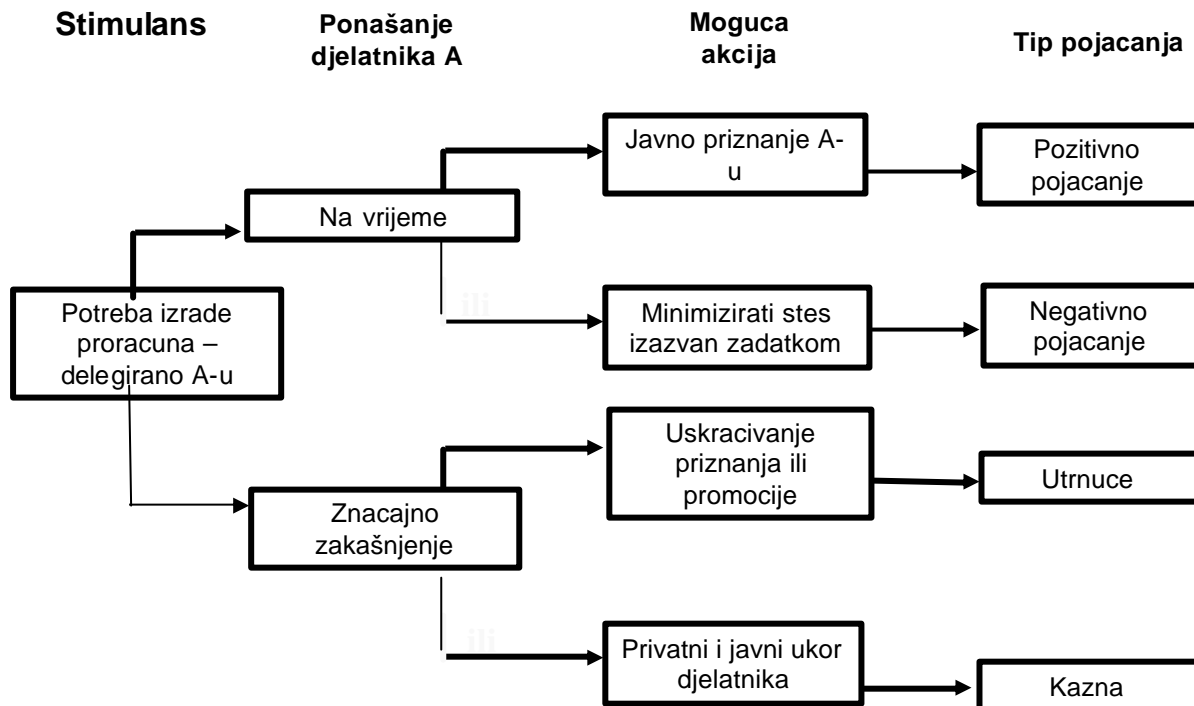 Stimulans
Ponašanje
djelatnika A
Moguca
akcija
Tip pojacanja
Javno priznanje A-
u
Pozitivno
pojacanje
Na vrijeme
ili
Potreba izrade
proracuna –
delegirano A-u
Minimizirati stes
izazvan zadatkom
Negativno
pojacanje
Uskracivanje
priznanja ili
promocije
Utrnuce
Znacajno
zakašnjenje
ili
Privatni i javni ukor
djelatnika
Kazna